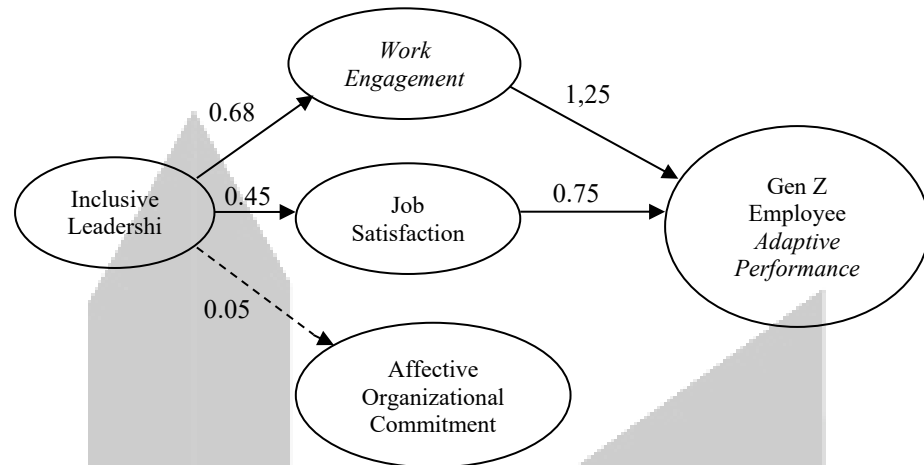 Work
Engagement
1,25
0.68
Inclusive
Leadershi
0.45
Job
Satisfaction
0.75
Gen Z
Employee
Adaptive
Performance
0.05
Affective
Organizational
Commitment